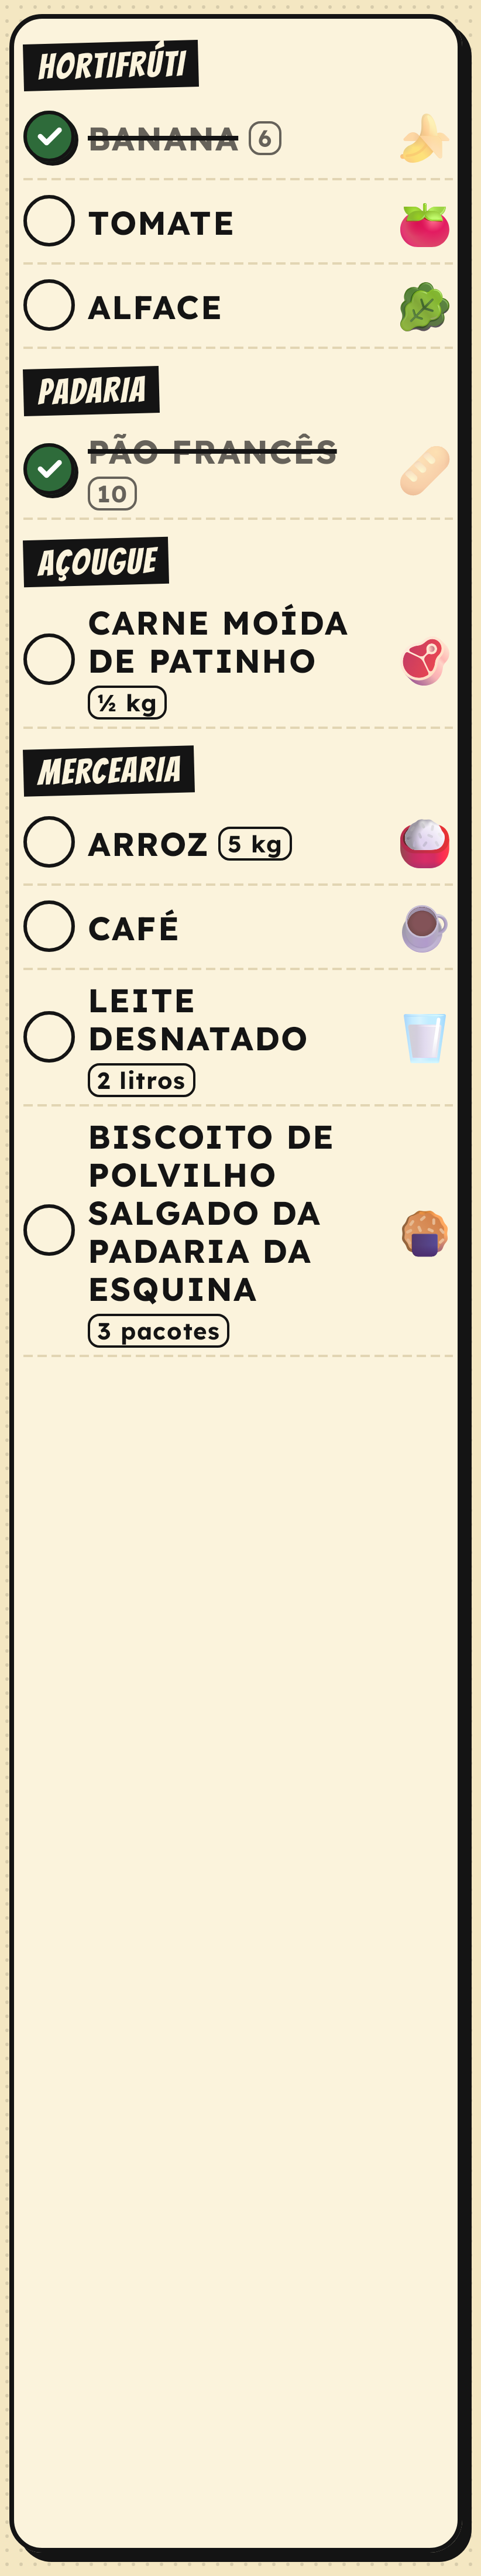 HORTIFRÚTI
BANANA 6
TOMATE
ALFACE
PADARIA
PÃO FRANCÊS
10
AÇOUGUE
CARNE MOÍDA
DE PATINHO
½ kg
MERCEARIA
ARROZ 5 kg
CAFÉ
LEITE
DESNATADO
2 litros
BISCOITO DE
POLVILHO
SALGADO DA
PADARIA DA
ESQUINA
3 pacotes